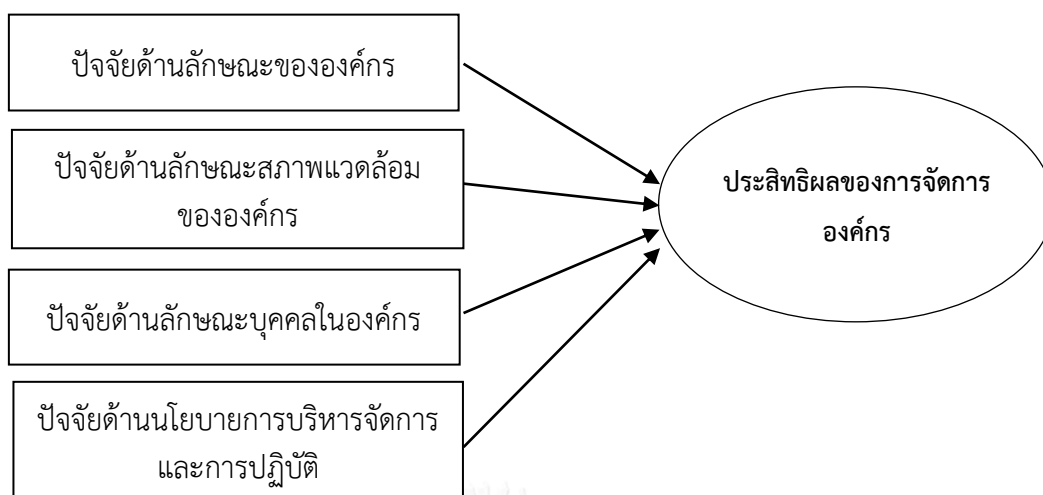 ปัจจัยด้านลักษณะขององค์กร
ปัจจัยด้านลักษณะสภาพแวดล้อม
ขององค์กร
ปัจจัยด้านลักษณะบุคคลในองค์กร
ปัจจัยด้านนโยบายการบริหารจัดการ
และการปฏิบัติ
ประสิทธิผลของการจัดการ
องค์กร